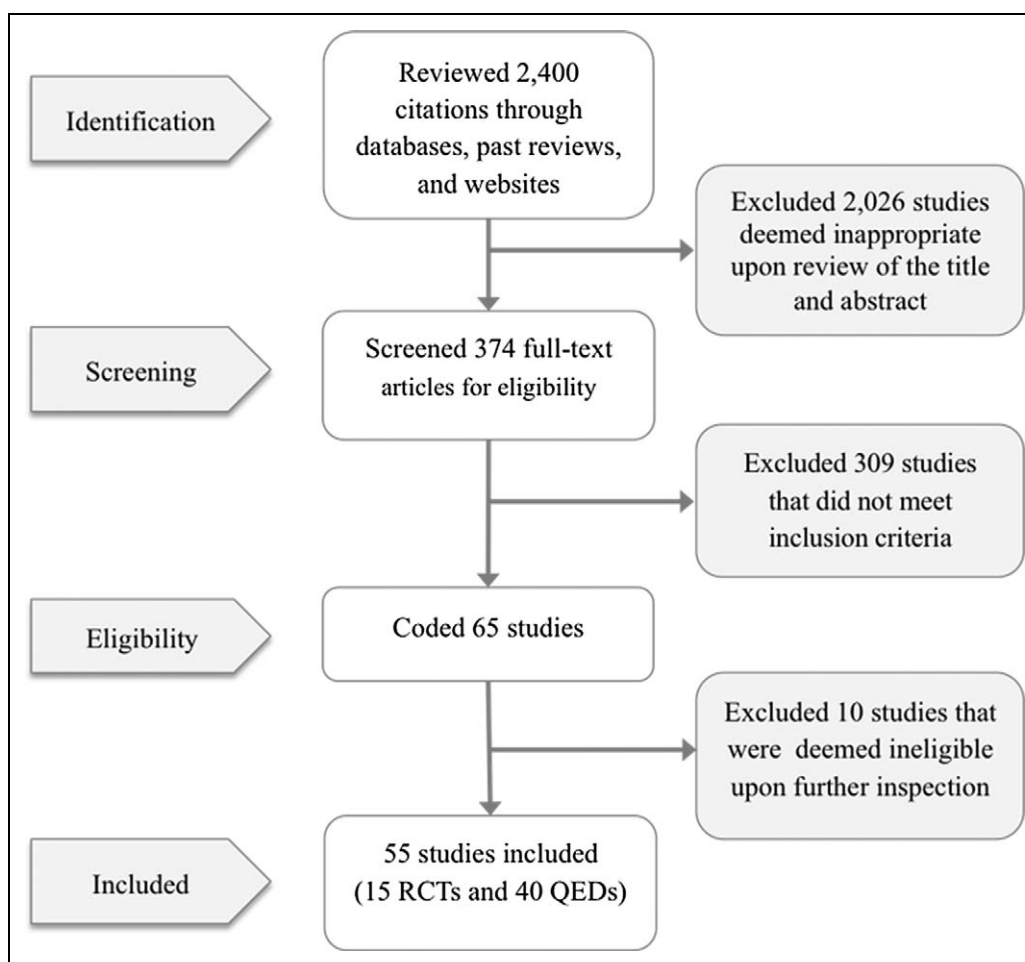 Identification
Reviewed 2,400
citations through
databases, past reviews,
and websites
Excluded 2,026 studies
deemed inappropriate
upon review of the title
and abstract
Screening
Screened 374 full-text
articles for eligibility
Excluded 309 studies
that did not meet
inclusion criteria
Eligibility
Coded 65 studies
Excluded 10 studies that
were deemed ineligible
upon further inspection
Included
55 studies included
(15 RCTs and 40 QEDs)